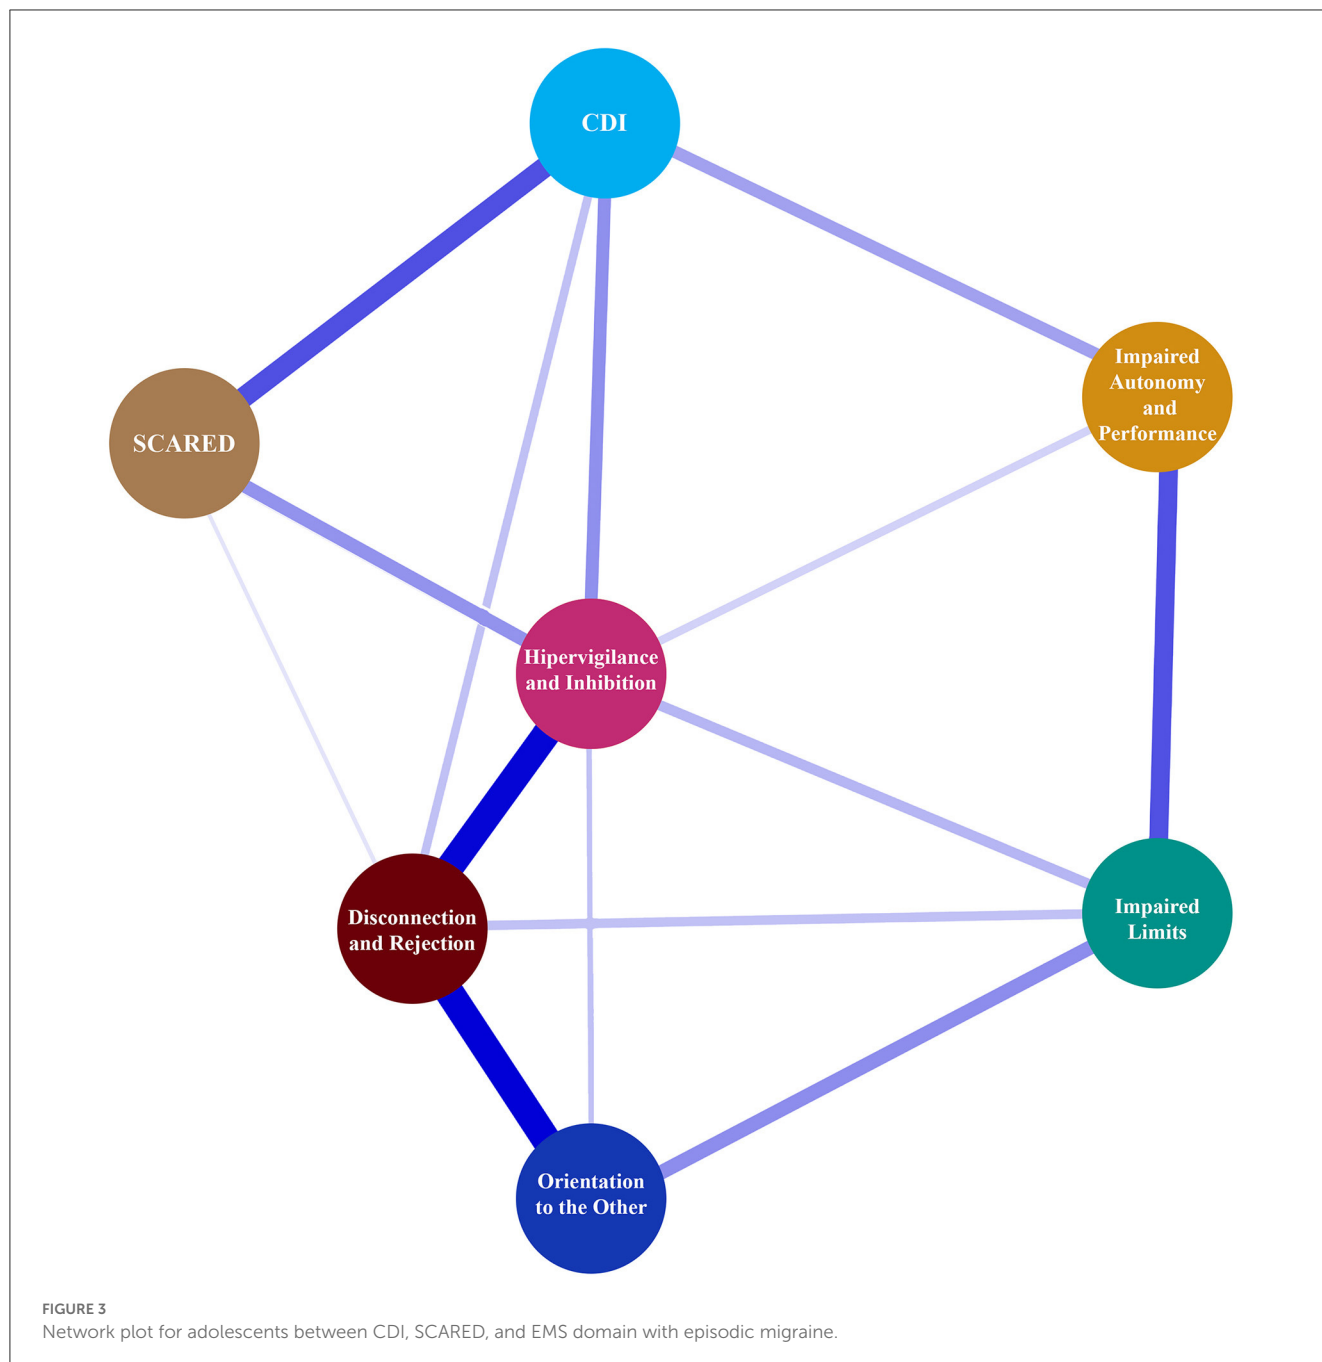 CDI
Impaired
Autonomy
and
Performance
SCARED
Hipervigilance
and Inhibition
Disconnection
and Rejection
Impaired
Limits
Orientation
to the Other
FIGURE 3
Network plot for adolescents between CDI, SCARED, and EMS domain with episodic migraine.